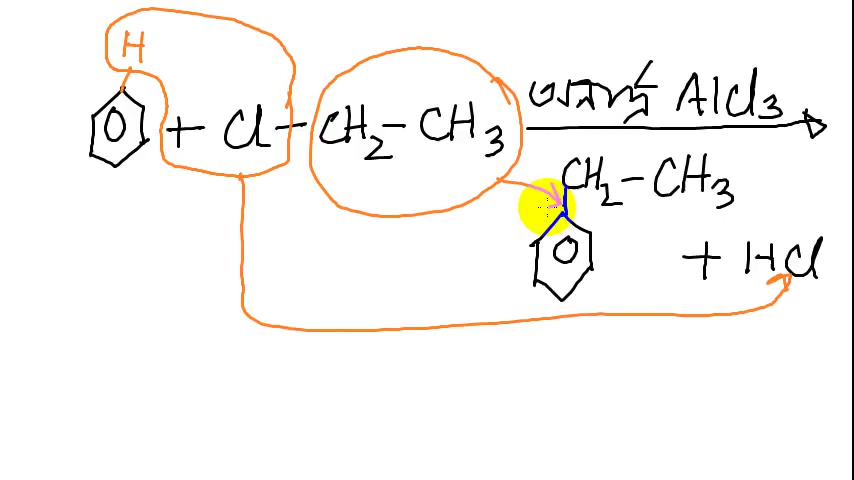 H
+ Cl - CH2 - CH3 অনার্দ্র AlCl3
CH2 - CH3
+ HCl